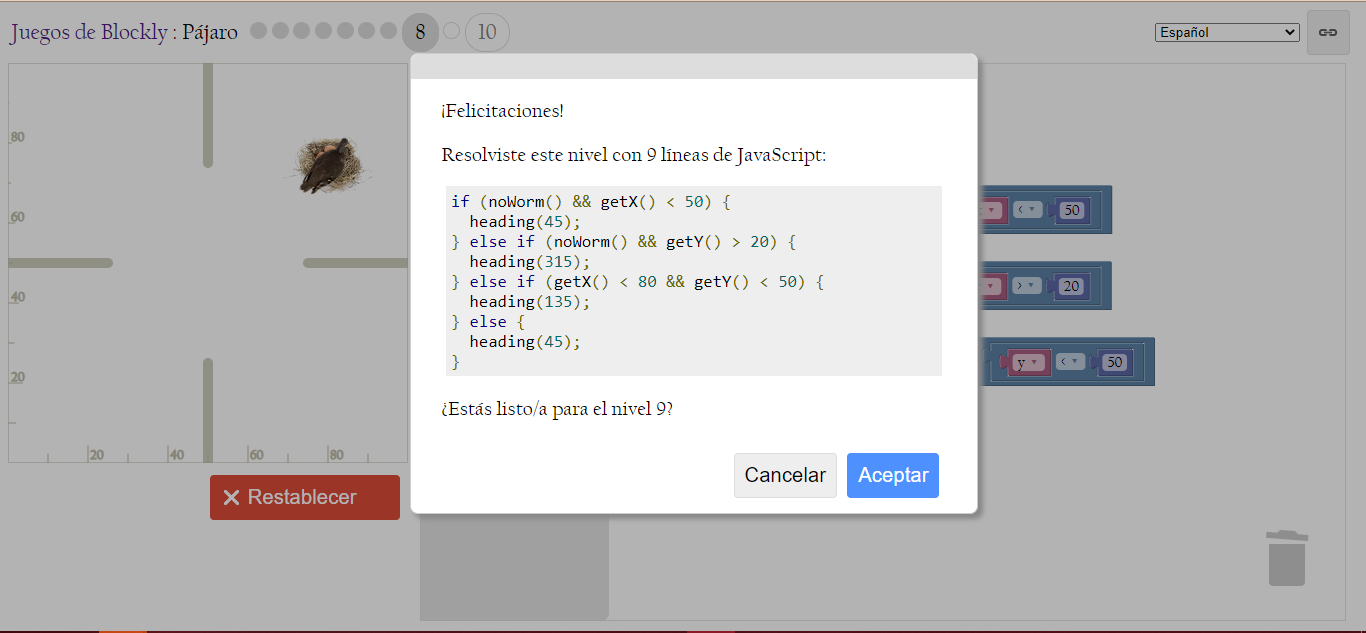 Juegos de Blockly : Pájaro 8 10
Español
80
60
40
20
20 40 60 80
Restablecer
¡Felicitaciones!
Resolviste este nivel con 9 líneas de JavaScript:
if (noWorm() && getX() < 50) {
  heading(45);
} else if (noWorm() && getY() > 20) {
  heading(315);
} else if (getX() < 80 && getY() < 50) {
  heading(135);
} else {
  heading(45);
}
¿Estás listo/a para el nivel 9?
Cancelar Aceptar
< 50
> 20
y < 50